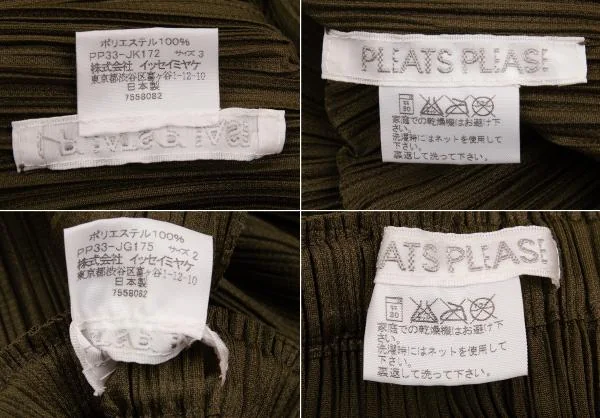 ポリエステル100%
PP33-JK172 サイズ 3
株式会社 イッセイミヤケ
東京都渋谷区富ヶ谷1-12-10
日本製
7558082
PLEATS PLEASE
家庭での乾燥機はお避け下さい。
洗濯時にはネットを使用して下さい。
裏返して洗って下さい。
ポリエステル100%
PP33-JG175 サイズ 2
株式会社 イッセイミヤケ
東京都渋谷区富ヶ谷1-12-10
日本製
7558082
ATS PLEASE
家庭での乾燥機はお避け下さい。
洗濯時にはネットを使用して下さい。
裏返して洗って下さい。